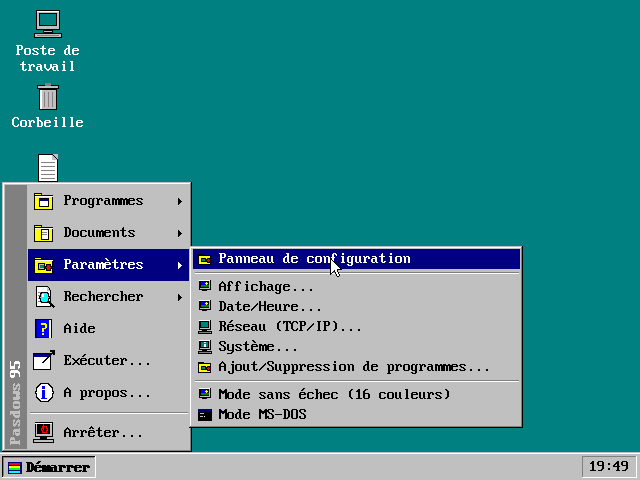 Poste de
travail
Corbeille
Programmes
Documents
Paramètres
Rechercher
Aide
Exécuter...
A propos...
Arrêter...
Pasdows 95
Panneau de configuration
Affichage...
Date/Heure...
Réseau (TCP/IP)...
Système...
Ajout/Suppression de programmes...
Mode sans échec (16 couleurs)
Mode MS-DOS
Démarrer
19:49